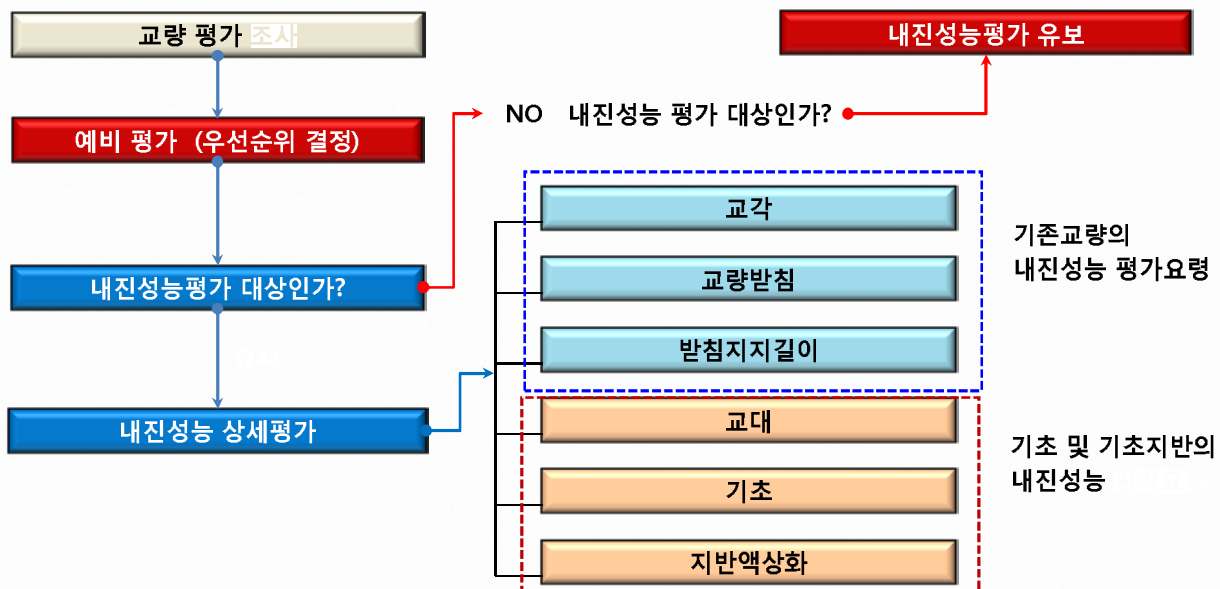 교량 평가 조사
내진성능평가 유보
NO 내진성능 평가 대상인가?
예비 평가 (우선순위 결정)
내진성능평가 대상인가?
내진성능 상세평가
교각
교량받침
받침지지길이
기존교량의
내진성능 평가요령
교대
기초
지반액상화
기초 및 기초지반의
내진성능